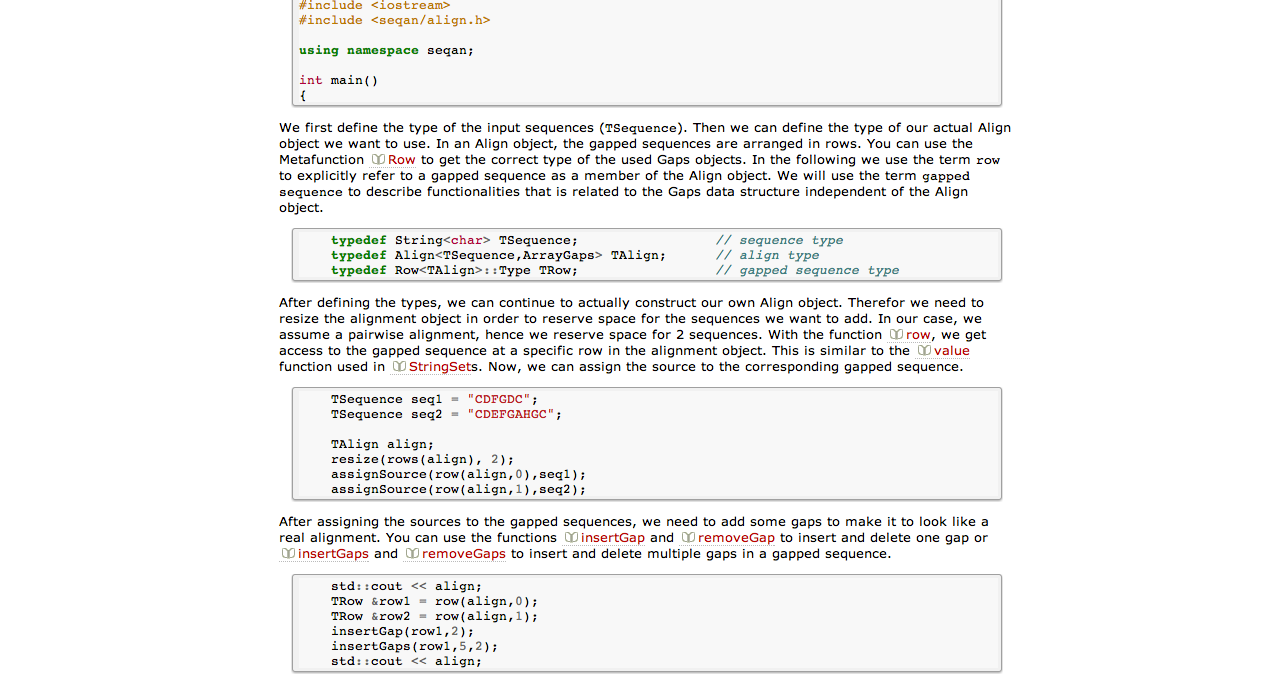 #include <iostream>
#include <seqan/align.h>
using namespace seqan;
int main()
{
We first define the type of the input sequences (TSequence). Then we can define the type of our actual Align
object we want to use. In an Align object, the gapped sequences are arranged in rows. You can use the
Metafunction Row to get the correct type of the used Gaps objects. In the following we use the term row
to explicitly refer to a gapped sequence as a member of the Align object. We will use the term gapped
sequence to describe functionalities that is related to the Gaps data structure independent of the Align
object.
typedef String<char> TSequence; // sequence type
typedef Align<TSequence,ArrayGaps> TAlign; // align type
typedef Row<TAlign>::Type TRow; // gapped sequence type
After defining the types, we can continue to actually construct our own Align object. Therefor we need to
resize the alignment object in order to reserve space for the sequences we want to add. In our case, we
assume a pairwise alignment, hence we reserve space for 2 sequences. With the function row, we get
access to the gapped sequence at a specific row in the alignment object. This is similar to the value
function used in StringSets. Now, we can assign the source to the corresponding gapped sequence.
TSequence seq1 = "CDFGDC";
TSequence seq2 = "CDEFGAHGC";
TAlign align;
resize(rows(align), 2);
assignSource(row(align,0),seq1);
assignSource(row(align,1),seq2);
After assigning the sources to the gapped sequences, we need to add some gaps to make it to look like a
real alignment. You can use the functions insertGap and removeGap to insert and delete one gap or
insertGaps and removeGaps to insert and delete multiple gaps in a gapped sequence.
std::cout << align;
TRow &row1 = row(align,0);
TRow &row2 = row(align,1);
insertGap(row1,2);
insertGaps(row1,5,2);
std::cout << align;